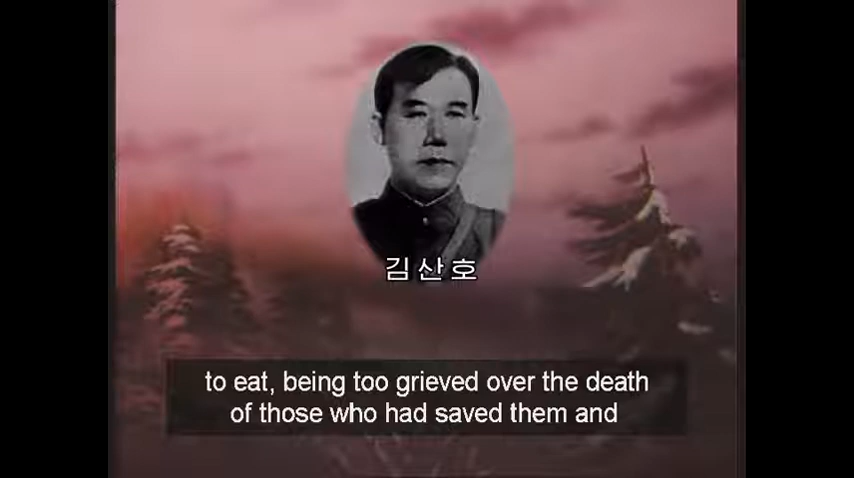 김산호
to eat, being too grieved over the death
of those who had saved them and